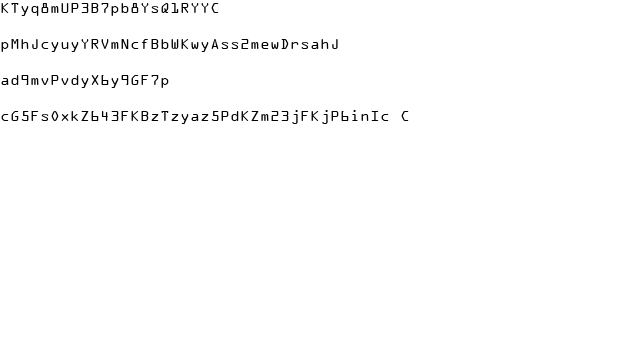 KTyq8mUP3B7pb8YsQ1RYYC
pMhJcyuyYRVmNcfBbWKwyAss2mewDrsahJ
ad9mvPvdyX6y9GF7p
cG5Fs0xkZ643FKBzTzyaz5PdKZm23jFKjP6inIc C